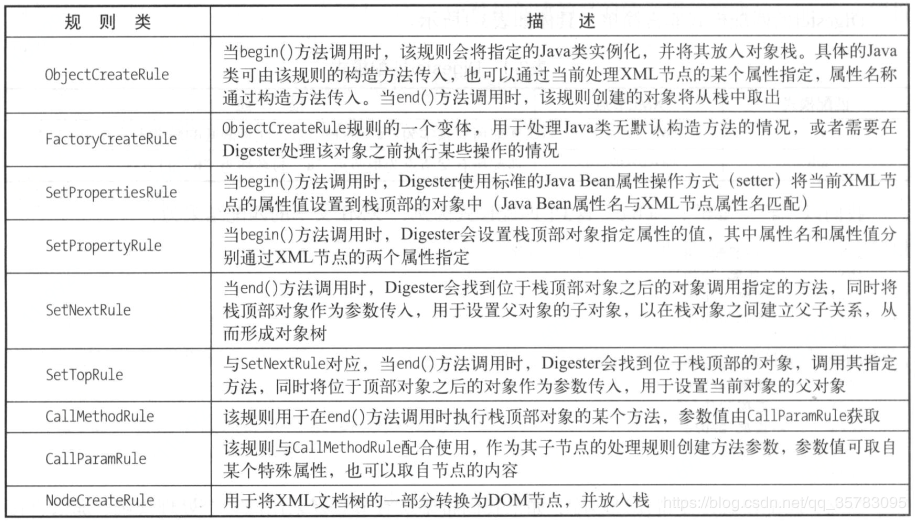 规则类 描述
ObjectCreateRule
当begin()方法调用时，该规则会将指定的Java类实例化，并将其放入对象栈。具体的Java
类可由该规则的构造方法传入，也可以通过当前处理XML节点的某个属性指定，属性名称
通过构造方法传入。当end()方法调用时，该规则创建的对象将从栈中取出
FactoryCreateRule
ObjectCreateRule规则的一个变体，用于处理Java类无默认构造方法的情况，或者需要在
Digester处理该对象之前执行某些操作的情况
SetPropertiesRule
当begin()方法调用时，Digester使用标准的Java Bean属性操作方式（setter）将当前XML节
点的属性值设置到栈顶部的对象中（Java Bean属性名与XML节点属性名匹配）
SetPropertyRule
当begin()方法调用时，Digester会设置栈顶部对象指定属性的值，其中属性名和属性值分
别通过XML节点的两个属性指定
SetNextRule
当end()方法调用时，Digester会找到位于栈顶部对象之后的对象调用指定的方法，同时将
栈顶部对象作为参数传入，用于设置父对象的子对象，以在栈对象之间建立父子关系，从
而形成对象树
SetTopRule
与SetNextRule对应，当end()方法调用时，Digester会找到位于栈顶部的对象，调用其指定
方法，同时将位于顶部对象之后的对象作为参数传入，用于设置当前对象的父对象
CallMethodRule
该规则用于在end()方法调用时执行栈顶部对象的某个方法，参数值由CallParamRule获取
CallParamRule
该规则与CallMethodRule配合使用，作为其子节点的处理规则创建方法参数，参数值可取自
某个特殊属性，也可以取自节点的内容
NodeCreateRule
用于将XML文档树的一部分转换为DOM节点，并放入栈
https://blog.csdn.net/qq_35783095